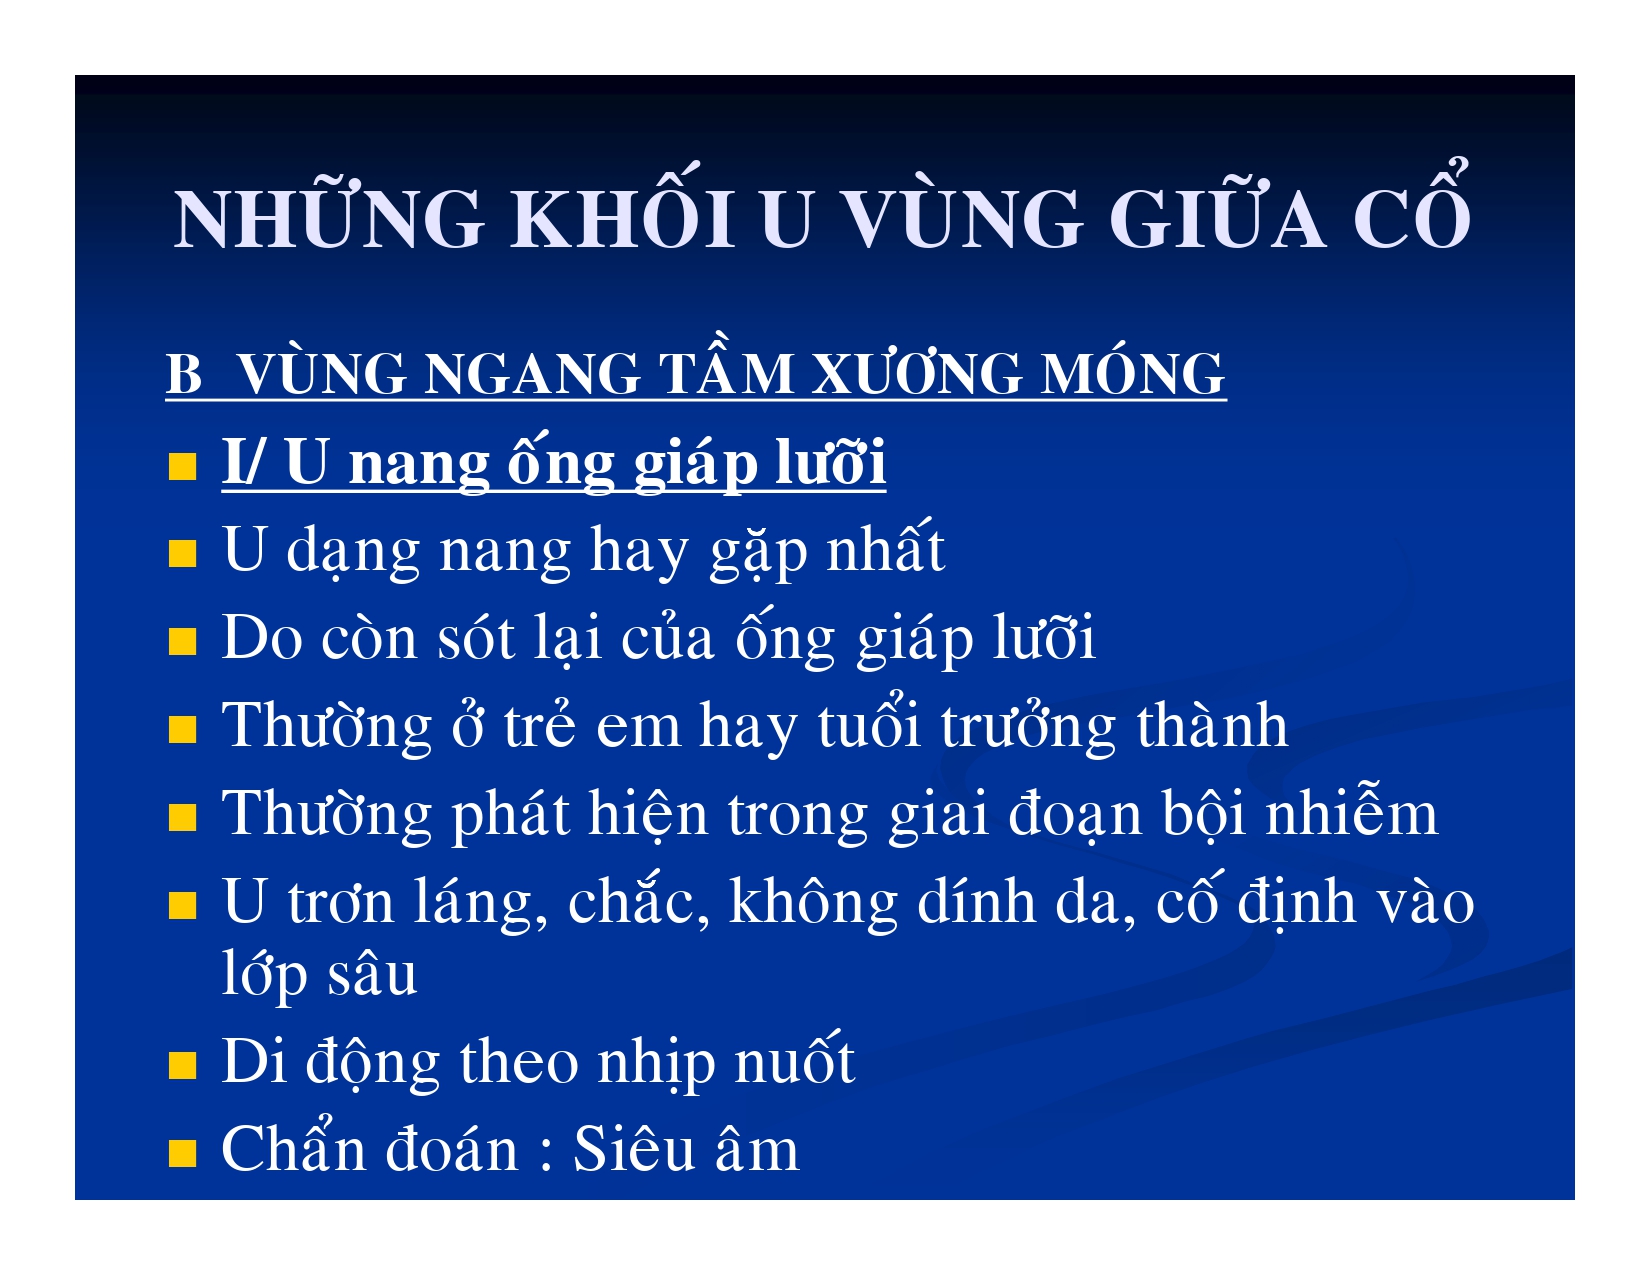 NHỮNG KHỐI U VÙNG GIỮA CỔ
B VÙNG NGANG TẦM XƯƠNG MÓNG
I/ U nang ống giáp lưỡi
U dạng nang hay gặp nhất
Do còn sót lại của ống giáp lưỡi
Thường ở trẻ em hay tuổi trưởng thành
Thường phát hiện trong giai đoạn bội nhiễm
U trơn láng, chắc, không dính da, cố định vào
lớp sâu
Di động theo nhịp nuốt
Chẩn đoán : Siêu âm